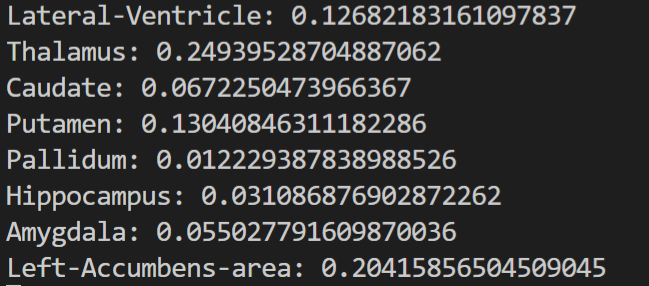 Lateral-Ventricle: 0.12682183161097837
Thalamus: 0.24939528704887062
Caudate: 0.0672250473966367
Putamen: 0.13040846311182286
Pallidum: 0.012229387838988526
Hippocampus: 0.031086876902872262
Amygdala: 0.055027791609870036
Left-Accumbens-area: 0.20415856504509045